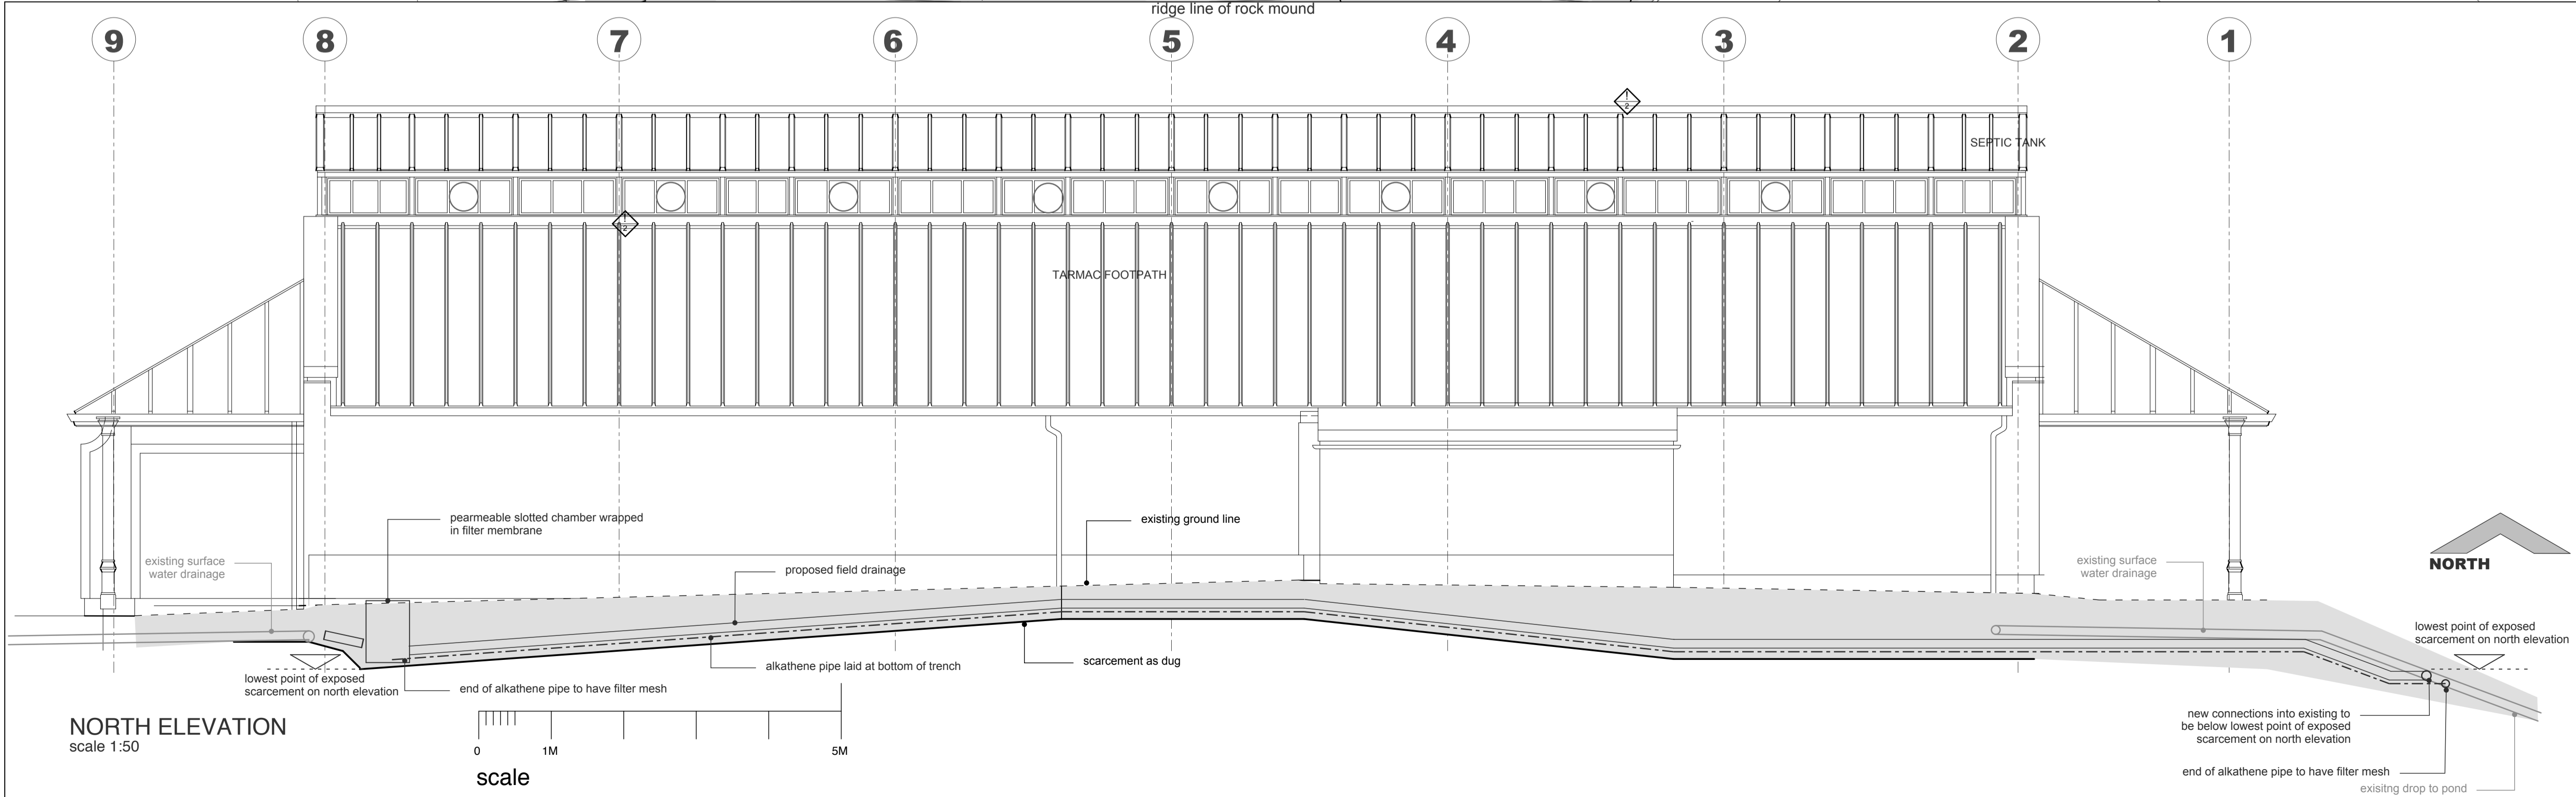 ridge line of rock mound
9 8 7 6 5 4 3 2 1
1
2
SEPTIC TANK
1
2
TARMAC FOOTPATH
pearmeable slotted chamber wrapped
in filter membrane
existing ground line
existing surface
water drainage
proposed field drainage
existing surface
water drainage
NORTH
lowest point of exposed
scarcement on north elevation
alkathene pipe laid at bottom of trench
scarcement as dug
lowest point of exposed
scarcement on north elevation
end of alkathene pipe to have filter mesh
new connections into existing to
be below lowest point of exposed
scarcement on north elevation
end of alkathene pipe to have filter mesh
exisitng drop to pond
NORTH ELEVATION
scale 1:50
0 1M 5M
scale